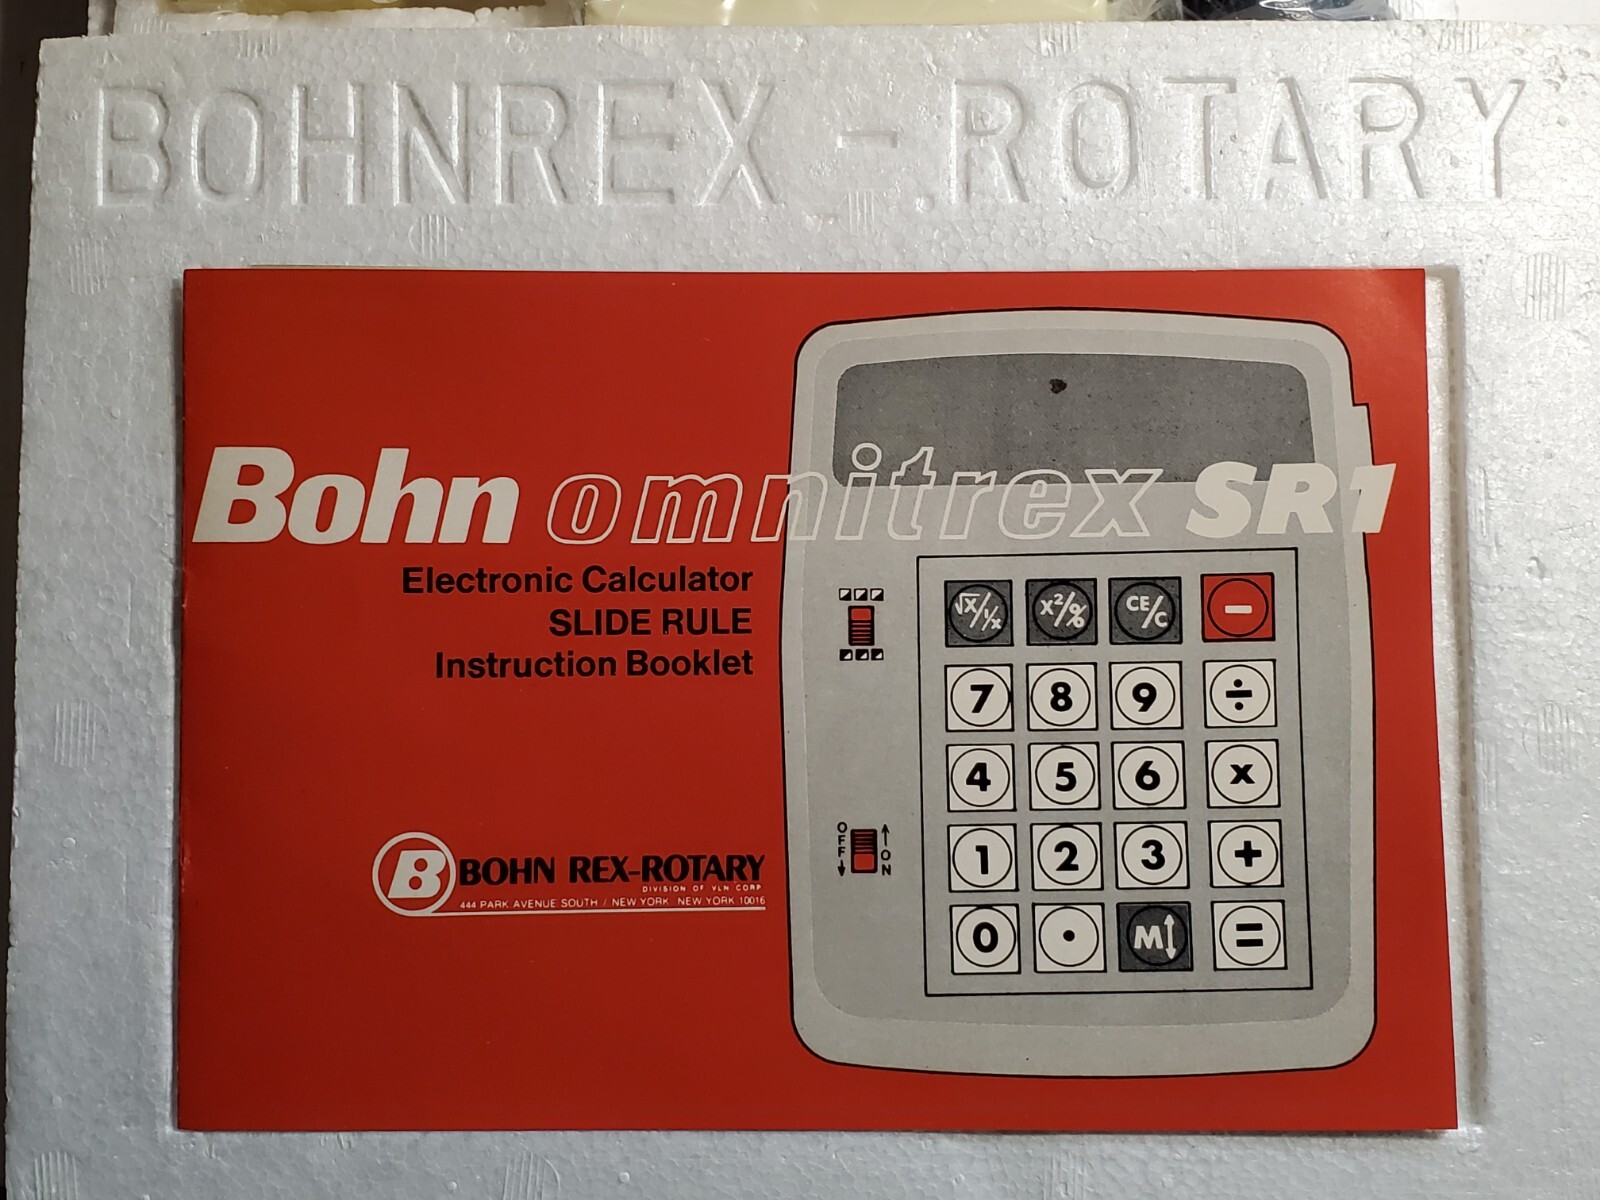 BOHNREX - ROTARY
Bohn omnitrex SR1
Electronic Calculator
SLIDE RULE
Instruction Booklet
B BOHN REX-ROTARY
DIVISION OF VLN CORP
444 PARK AVENUE SOUTH / NEW YORK NEW YORK 10016
√x/1/x x²/% CE/C −
7 8 9 ÷
4 5 6 x
OFF ON
1 2 3 +
0 . M↕ =